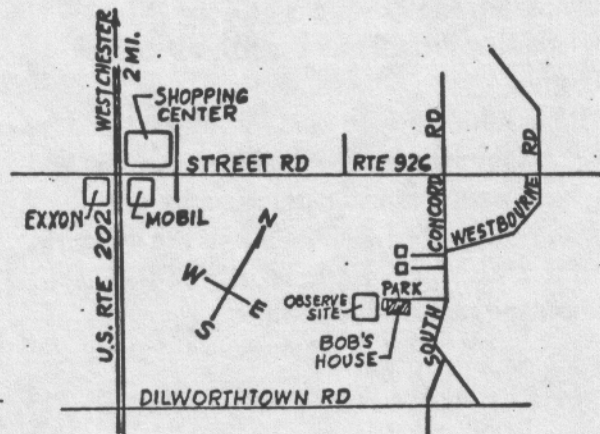 WESTCHESTER
2 MI.
SHOPPING
CENTER
STREET RD
RTE 926
EXXON
MOBIL
U.S. RTE 202
N
W
E
S
SOUTH CONCORD RD
WESTBOURNE RD
PARK
OBSERVE
SITE
BOB'S
HOUSE
DILWORTHTOWN RD